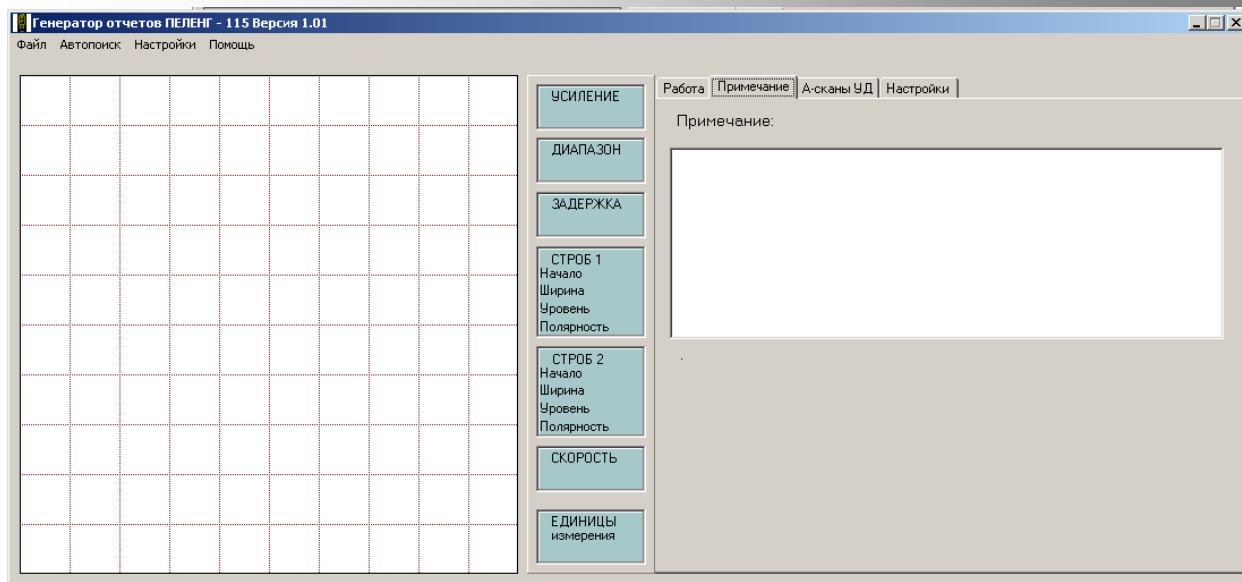 Генератор отчетов ПЕЛЕНГ - 115 Версия 1.01
Файл Автопоиск Настройки Помощь
УСИЛЕНИЕ
ДИАПАЗОН
ЗАДЕРЖКА
СТРОБ 1
Начало
Ширина
Уровень
Полярность
СТРОБ 2
Начало
Ширина
Уровень
Полярность
СКОРОСТЬ
ЕДИНИЦЫ
измерения
Работа Примечание А-сканы УД Настройки
Примечание:
.